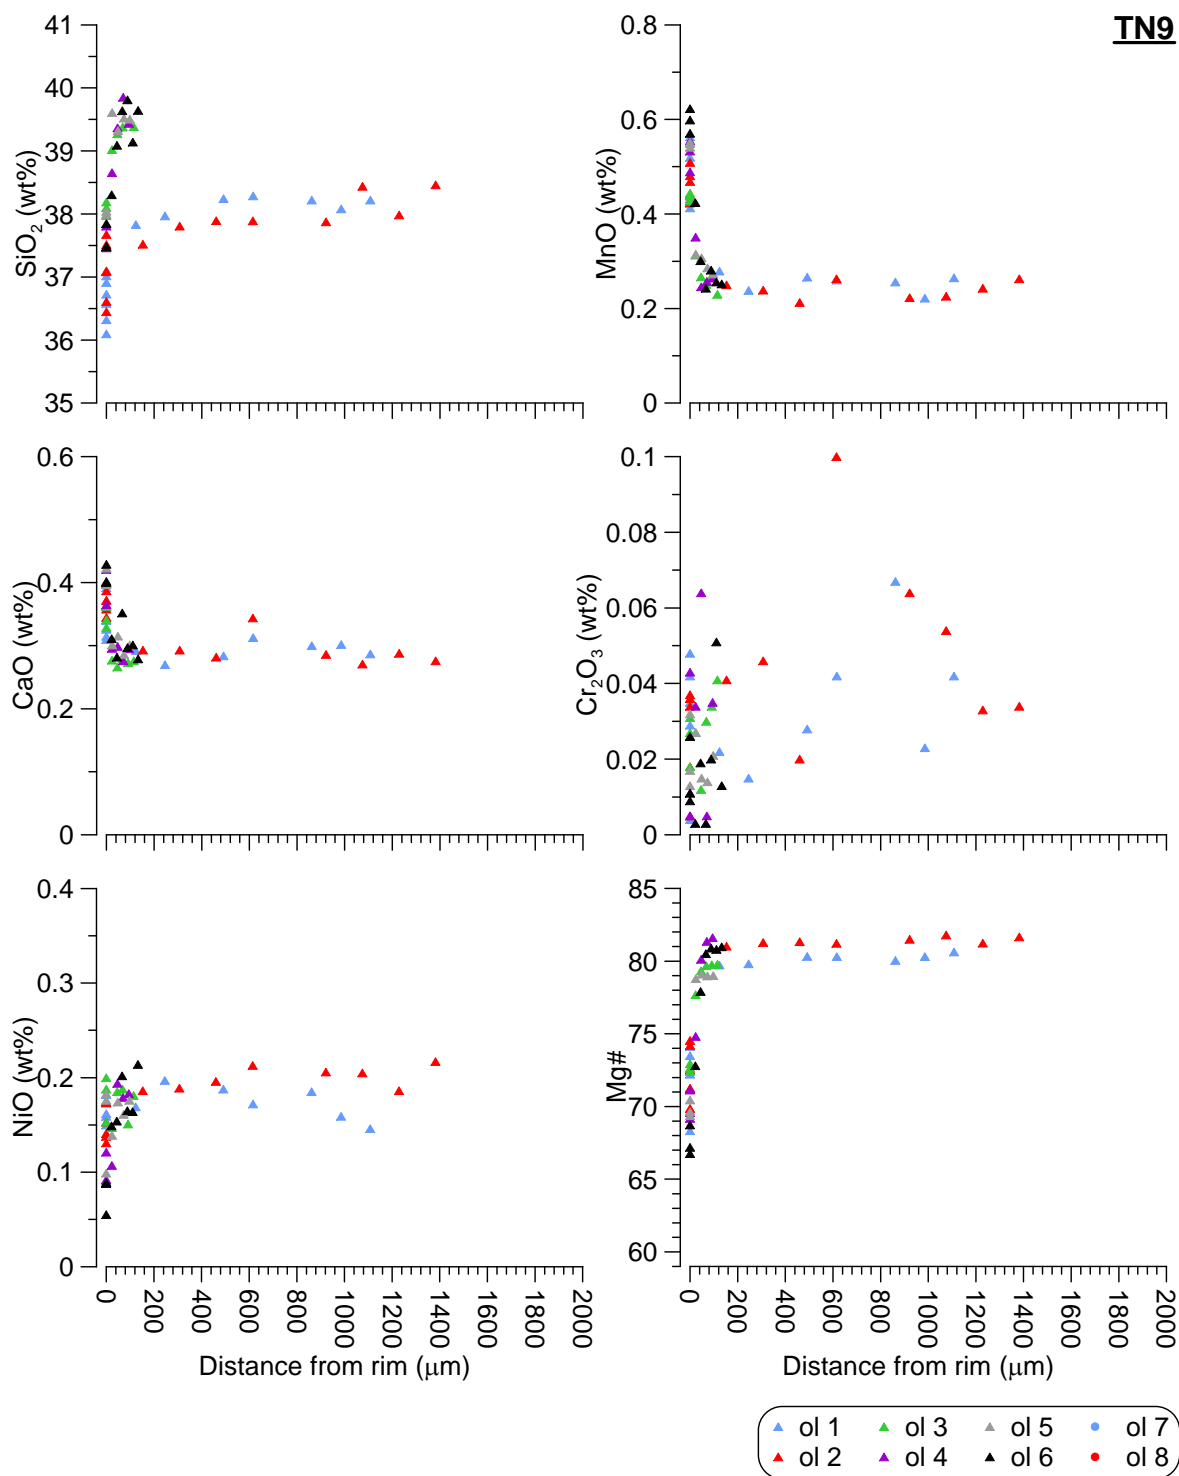 TN9
41
40
39
38
37
36
35
SiO₂ (wt%)
0.8
0.6
0.4
0.2
0
MnO (wt%)
0.6
0.4
0.2
0
CaO (wt%)
0.1
0.08
0.06
0.04
0.02
0
Cr₂O₃ (wt%)
0.4
0.3
0.2
0.1
0
NiO (wt%)
0 200 400 600 800 1000 1200 1400 1600 1800 2000
Distance from rim (μm)
85
80
75
70
65
60
Mg#
0 200 400 600 800 1000 1200 1400 1600 1800 2000
Distance from rim (μm)
ol 1 ol 3 ol 5 ol 7
ol 2 ol 4 ol 6 ol 8